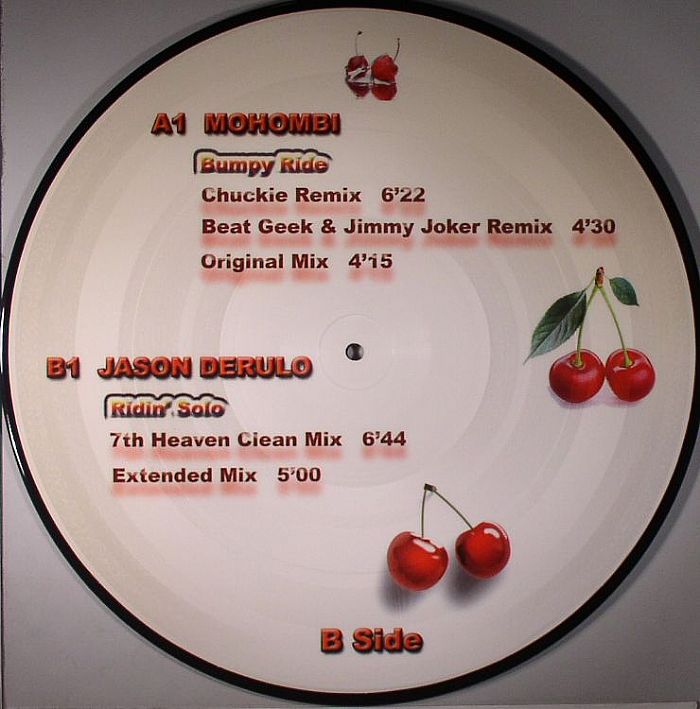 A1 MOHOMBI
Bumpy Ride
Chuckie Remix 6'22
Beat Geek & Jimmy Joker Remix 4'30
Original Mix 4'15
B1 JASON DERULO
Ridin' Solo
7th Heaven Clean Mix 6'44
Extended Mix 5'00
B Side